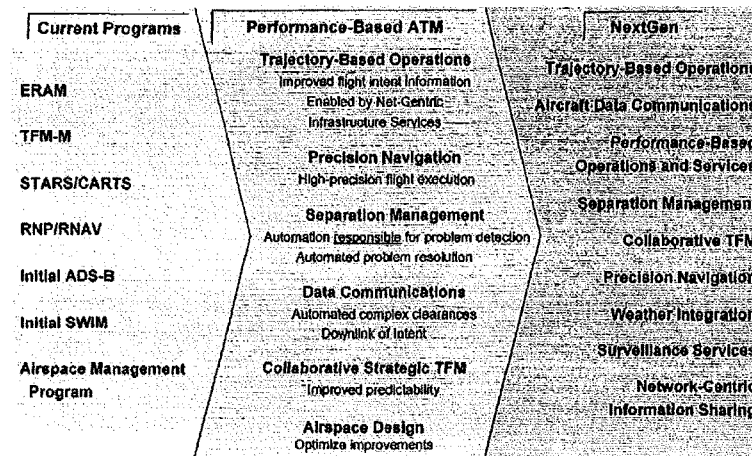 Current Programs
ERAM
TFM-M
STARS/CARTS
RNP/RNAV
Initial ADS-B
Initial SWIM
Airspace Management
Program
Performance-Based ATM
Trajectory-Based Operations
Improved flight intent Information
Enabled by Net-Centric
Infrastructure Services
Precision Navigation
High-precision flight execution
Separation Management
Automation responsible for problem detection
Automated problem resolution
Data Communications
Automated complex clearances
Downlink of Intent
Collaborative Strategic TFM
Improved predictability
Airspace Design
Optimize improvements
NextGen
Trajectory-Based Operations
Aircraft Data Communications
Performance-Based
Operations and Services
Separation Management
Collaborative TFM
Precision Navigation
Weather Integration
Surveillance Services
Network-Centric
Information Sharing